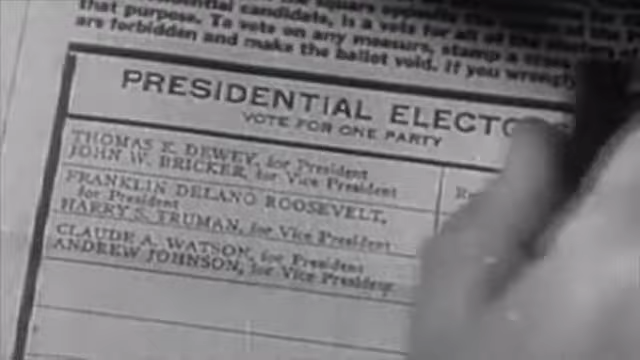 that purpose. To vote on any measure, stamp a cross
are forbidden and make the ballot void. If you wrongly
PRESIDENTIAL ELECTO
VOTE FOR ONE PARTY
THOMAS E. DEWEY, for President
JOHN W. BRICKER, for Vice President
FRANKLIN DELANO ROOSEVELT,
for President
HARRY S. TRUMAN, for Vice President
CLAUDE A. WATSON, for President
ANDREW JOHNSON, for Vice President